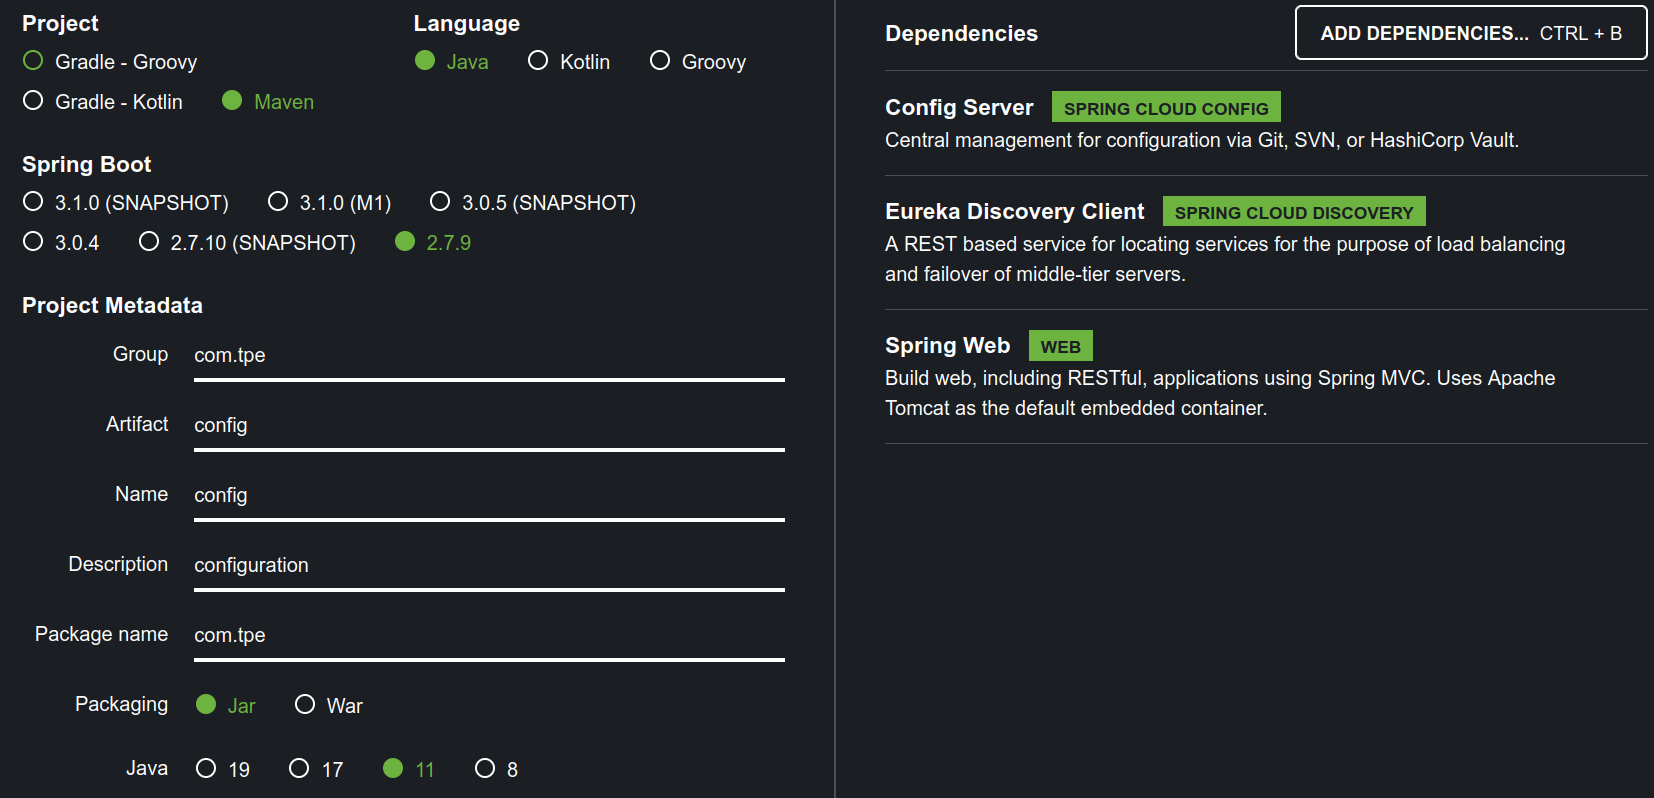 Project
Gradle - Groovy
Gradle - Kotlin Maven
Language
Java Kotlin Groovy
Spring Boot
3.1.0 (SNAPSHOT) 3.1.0 (M1) 3.0.5 (SNAPSHOT)
3.0.4 2.7.10 (SNAPSHOT) 2.7.9
Project Metadata
Group com.tpe
Artifact config
Name config
Description configuration
Package name com.tpe
Packaging Jar War
Java 19 17 11 8
Dependencies ADD DEPENDENCIES... CTRL + B
Config Server SPRING CLOUD CONFIG
Central management for configuration via Git, SVN, or HashiCorp Vault.
Eureka Discovery Client SPRING CLOUD DISCOVERY
A REST based service for locating services for the purpose of load balancing
and failover of middle-tier servers.
Spring Web WEB
Build web, including RESTful, applications using Spring MVC. Uses Apache
Tomcat as the default embedded container.